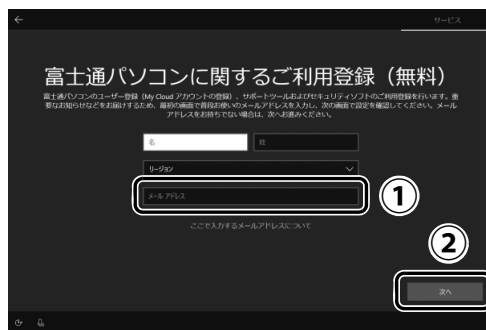 サービス
富士通パソコンに関するご利用登録（無料）
富士通パソコンのユーザー登録（My Cloud アカウントの登録）、サポートツールおよびセキュリティソフトのご利用登録を行います。重
要なお知らせなどをお届けするため、最初の画面で普段お使いのメールアドレスを入力し、次の画面で設定を確認してください。メール
アドレスをお持ちでない場合は、次へお進みください。
名 姓
リージョン
メール アドレス
①
ここで入力するメールアドレスについて
②
次へ